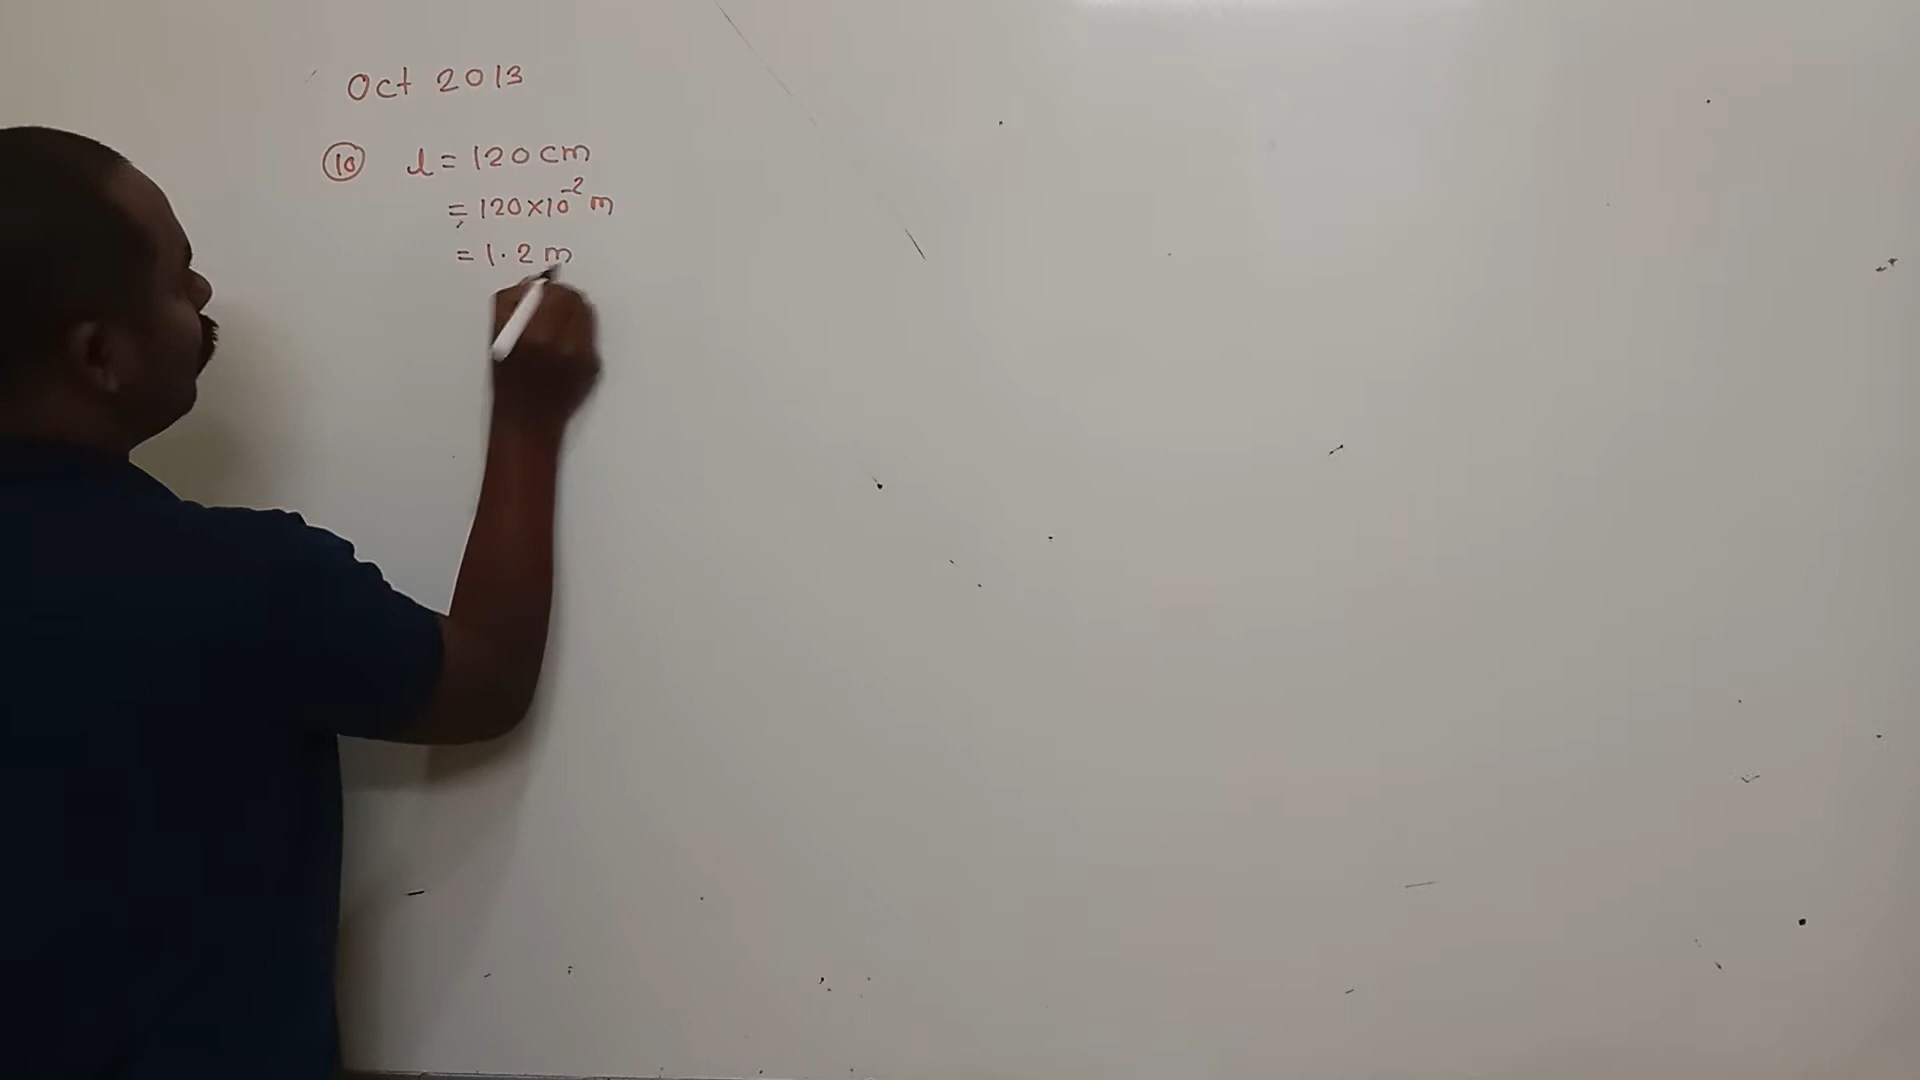 Oct 2013
10 l = 120 cm
= 120 × 10⁻² m
= 1.2 m